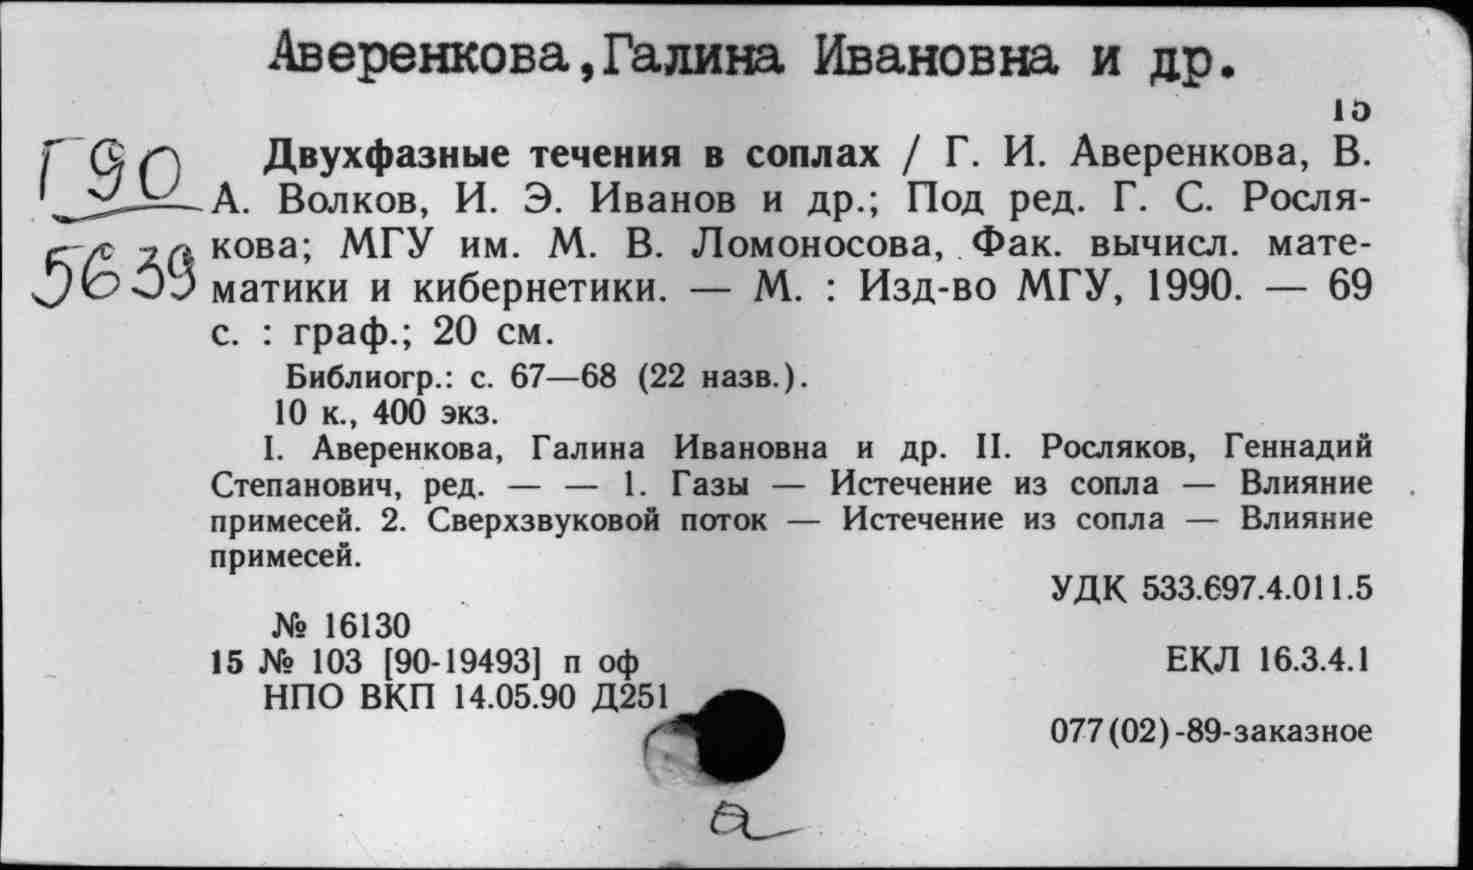 Аверенкова,Галина Ивановна и др.
15
Г90
5639
Двухфазные течения в соплах / Г. И. Аверенкова, В.
А. Волков, И. Э. Иванов и др.; Под ред. Г. С. Росля-
кова; МГУ им. М. В. Ломоносова, Фак. вычисл. мате-
матики и кибернетики. — М. : Изд-во МГУ, 1990. — 69
с. : граф.; 20 см.
Библиогр.: с. 67—68 (22 назв.).
10 к., 400 экз.
I. Аверенкова, Галина Ивановна и др. II. Росляков, Геннадий
Степанович, ред. — — 1. Газы — Истечение из сопла — Влияние
примесей. 2. Сверхзвуковой поток — Истечение из сопла — Влияние
примесей.
УДК 533.697.4.011.5
№ 16130
15 № 103 [90-19493] п оф
ЕКЛ 16.3.4.1
НПО ВКП 14.05.90 Д251
077(02)-89-заказное